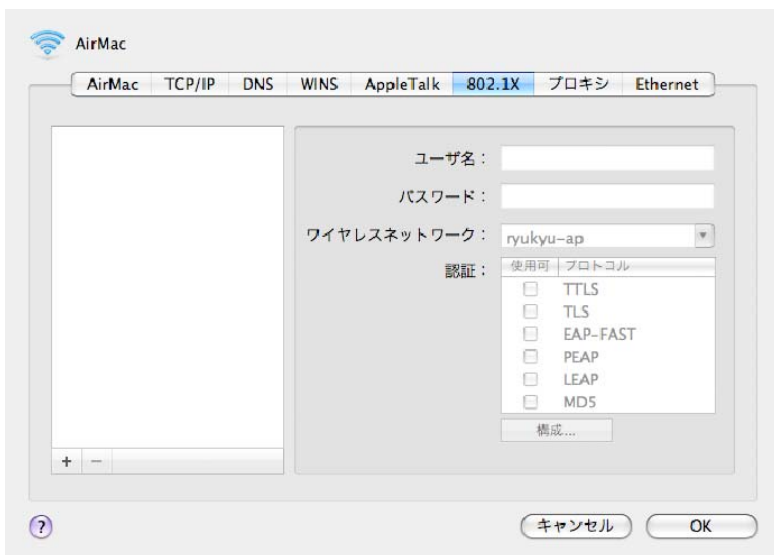 AirMac
AirMac TCP/IP DNS WINS AppleTalk 802.1X プロキシ Ethernet
ユーザ名：
パスワード：
ワイヤレスネットワーク： ryukyu-ap
認証： 使用可 プロトコル
TTLS
TLS
EAP-FAST
PEAP
LEAP
MD5
構成...
+ −
? キャンセル OK